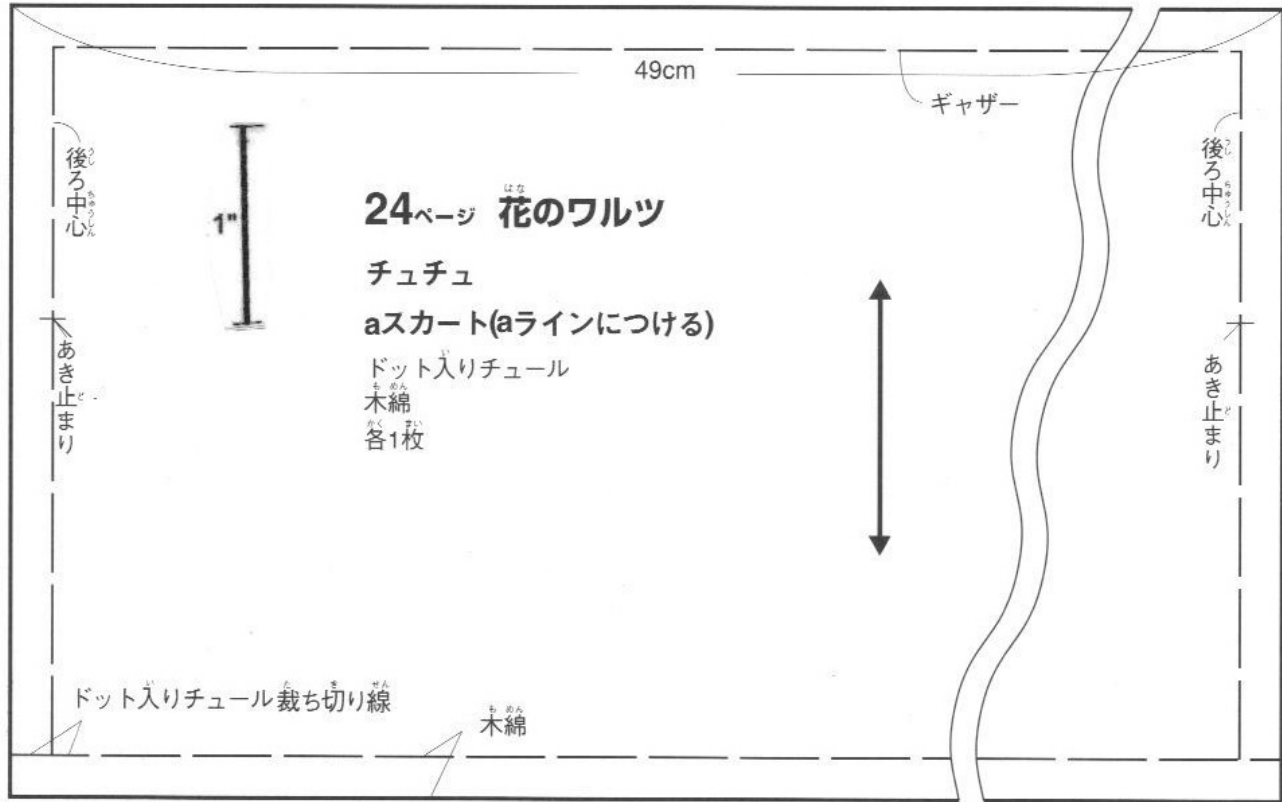 49cm
ギャザー
後ろ中心
後ろ中心
1"
24ページ 花のワルツ
チュチュ
aスカート(aラインにつける)
ドット入りチュール
木綿
各1枚
あき止まり
あき止まり
ドット入りチュール裁ち切り線
木綿